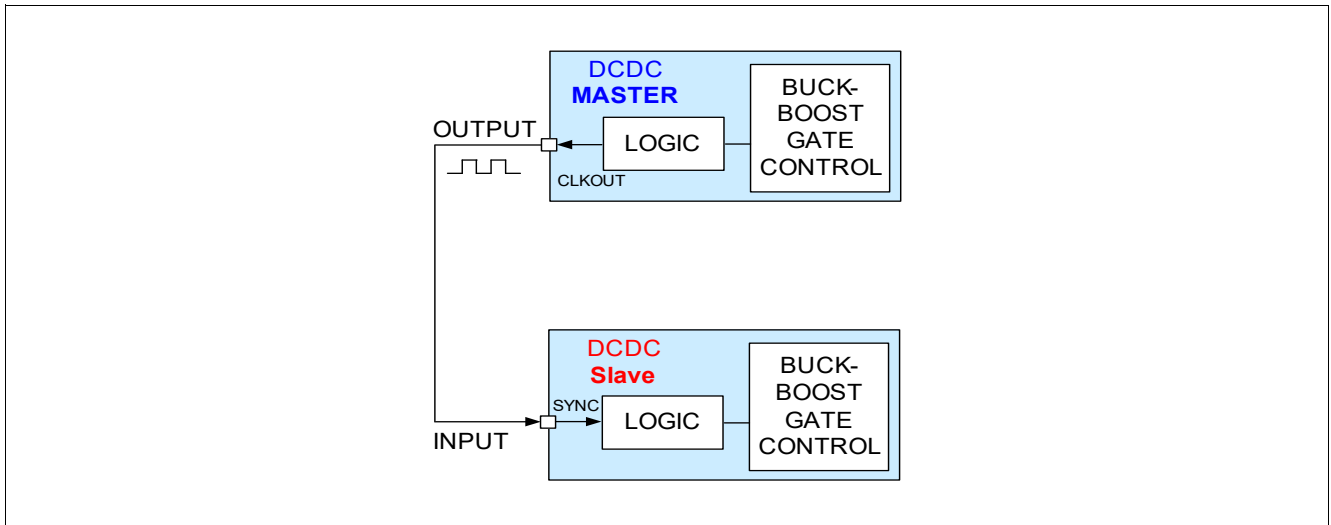 DCDC
MASTER
BUCK-
BOOST
GATE
CONTROL
OUTPUT
LOGIC
CLKOUT
DCDC
Slave
BUCK-
BOOST
GATE
CONTROL
SYNC
LOGIC
INPUT